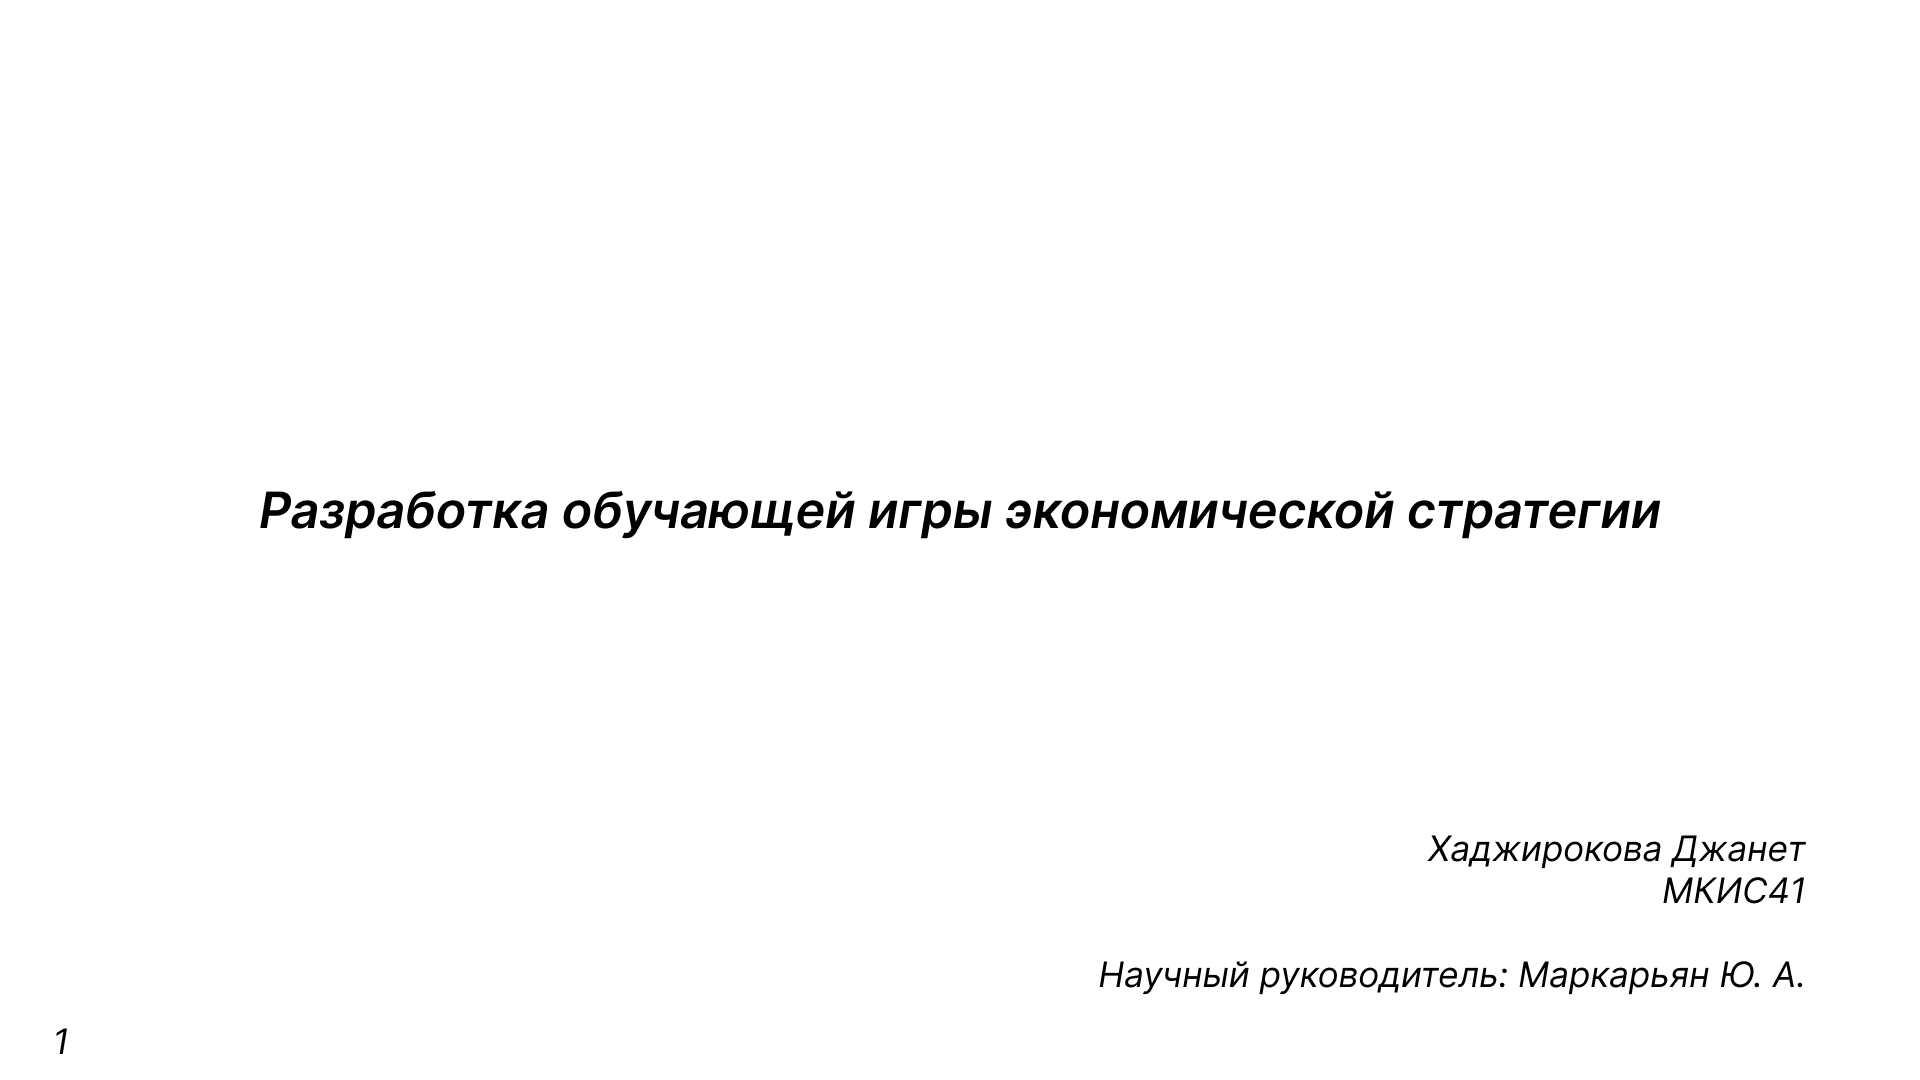 Разработка обучающей игры экономической стратегии
Хаджирокова Джанет
МКИС41
Научный руководитель: Маркарьян Ю. А.
1